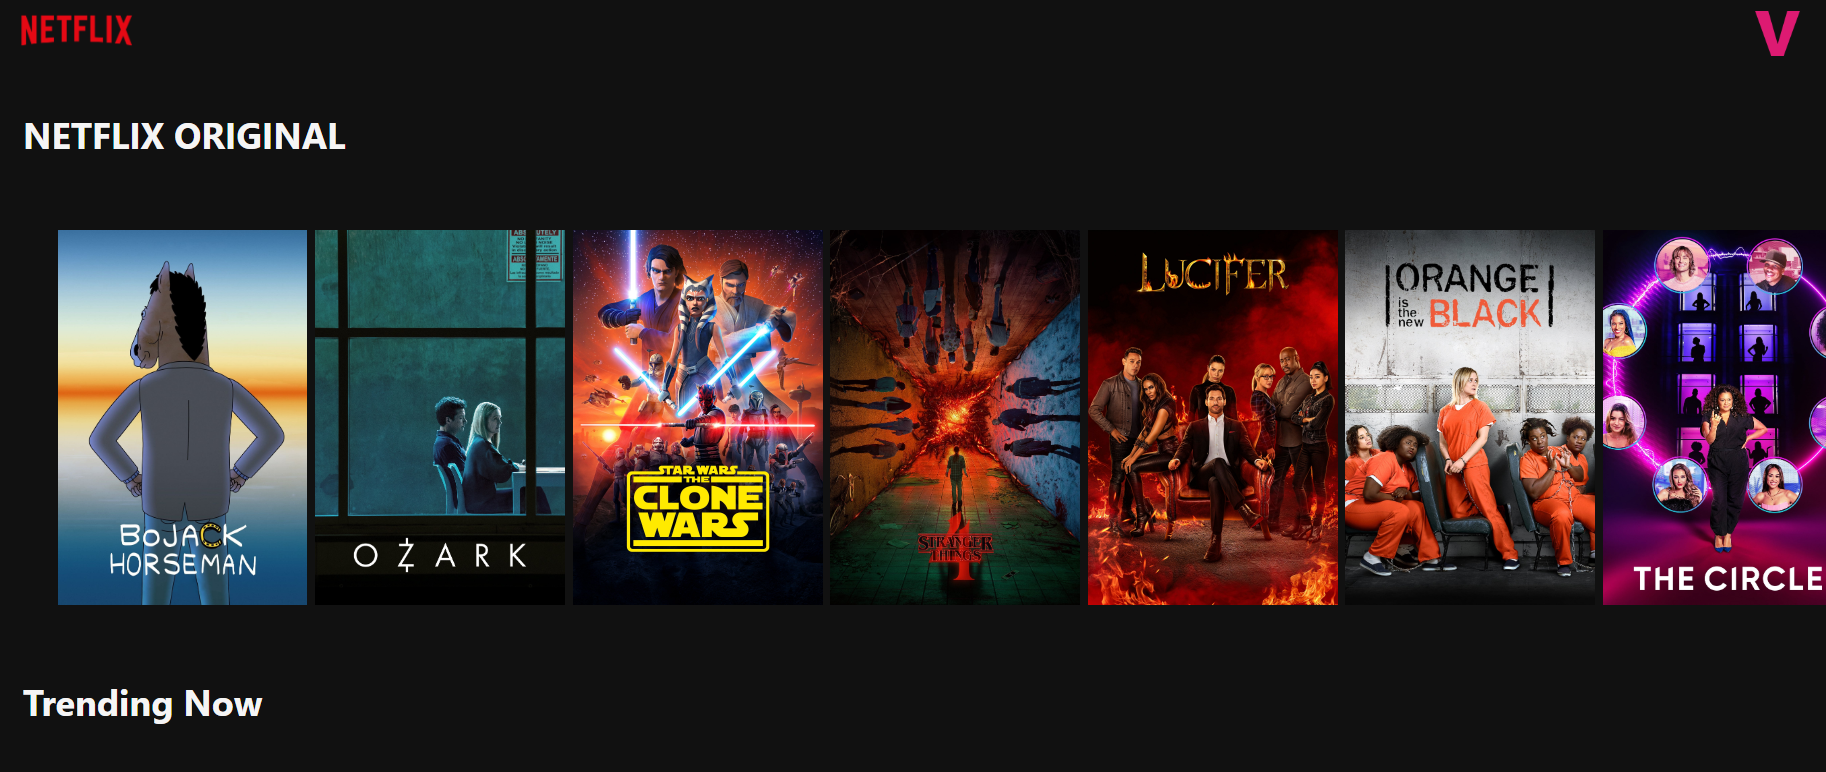 NETFLIX
V
NETFLIX ORIGINAL
BOJACK
HORSEMAN
OZARK
STAR WARS
THE
CLONE
WARS
STRANGER
THINGS
4
LUCIFER
ORANGE
is
the
new
BLACK
THE CIRCLE
Trending Now